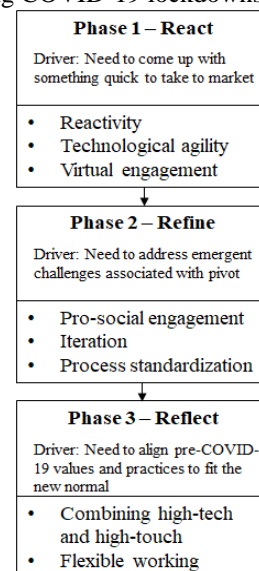 COVID-19 lockdowns
Phase 1 – React
Driver: Need to come up with
something quick to take to market
• Reactivity
• Technological agility
• Virtual engagement
Phase 2 – Refine
Driver: Need to address emergent
challenges associated with pivot
• Pro-social engagement
• Iteration
• Process standardization
Phase 3 – Reflect
Driver: Need to align pre-COVID-
19 values and practices to fit the
new normal
• Combining high-tech
and high-touch
• Flexible working